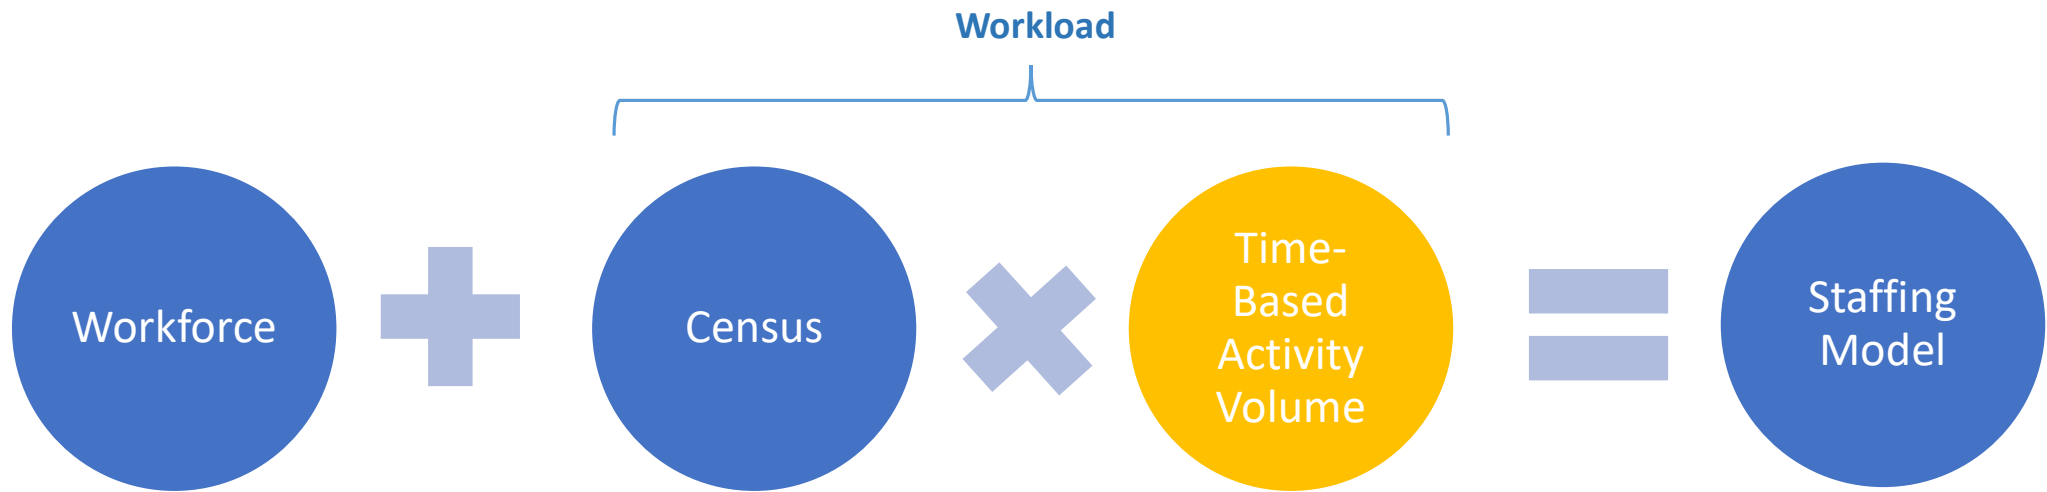 Workload
Workforce
Census
Time-
Based
Activity
Volume
Staffing
Model